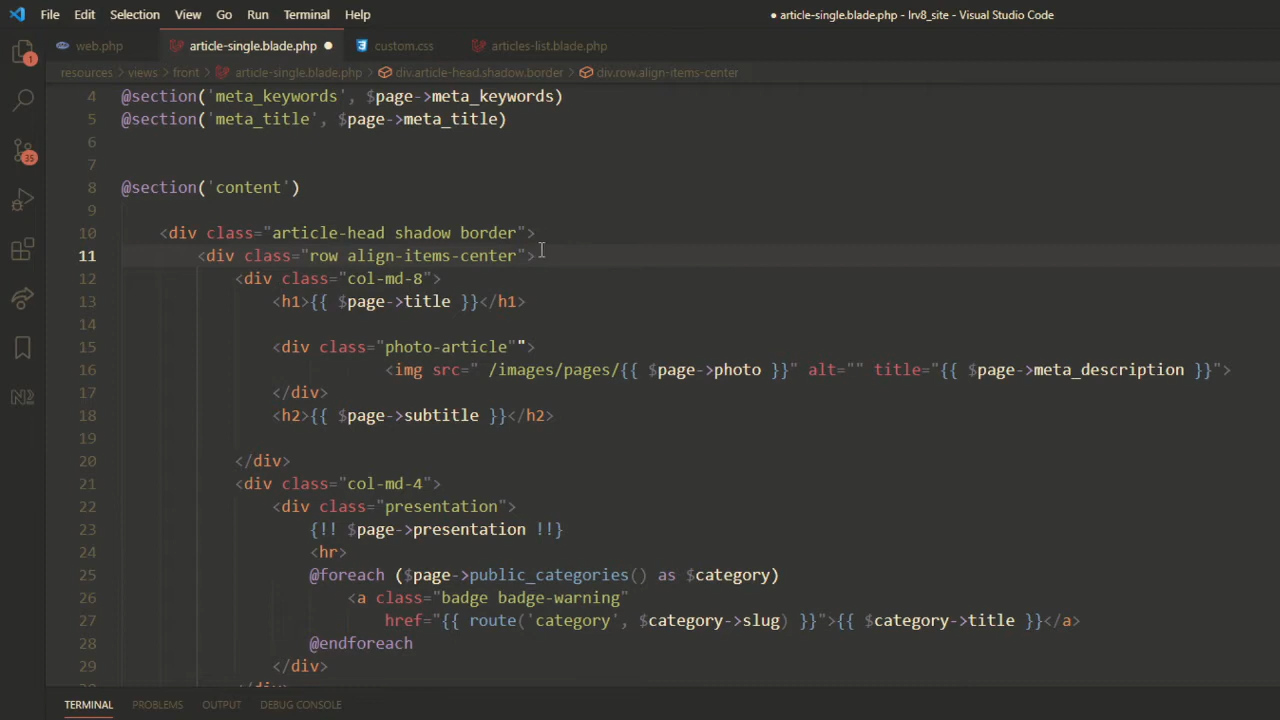 File Edit Selection View Go Run Terminal Help ● article-single.blade.php - lrv8_site - Visual Studio Code
web.php article-single.blade.php ● custom.css articles-list.blade.php
resources > views > front > article-single.blade.php > div.article-head.shadow.border > div.row.align-items-center
1
35
4 @section('meta_keywords', $page->meta_keywords)
5 @section('meta_title', $page->meta_title)
6
7
8 @section('content')
9
10 <div class="article-head shadow border">
11 <div class="row align-items-center">
12 <div class="col-md-8">
13 <h1>{{ $page->title }}</h1>
14
15 <div class="photo-article"">
16 <img src=" /images/pages/{{ $page->photo }}" alt="" title="{{ $page->meta_description }}">
17 </div>
18 <h2>{{ $page->subtitle }}</h2>
19
20 </div>
21 <div class="col-md-4">
22 <div class="presentation">
23 {!! $page->presentation !!}
24 <hr>
25 @foreach ($page->public_categories() as $category)
26 <a class="badge badge-warning"
27 href="{{ route('category', $category->slug) }}">{{ $category->title }}</a>
28 @endforeach
29 </div>
TERMINAL PROBLEMS OUTPUT DEBUG CONSOLE